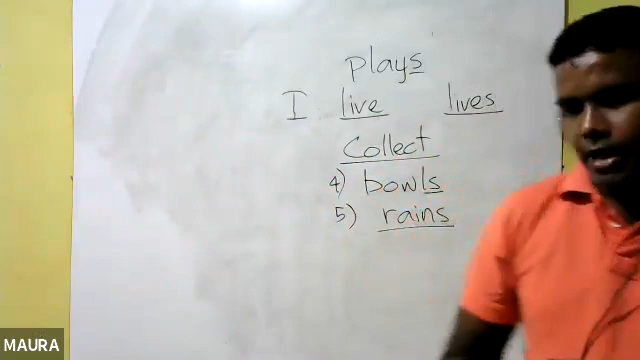 plays
I live lives
Collect
4) bowls
5) rains
MAURA